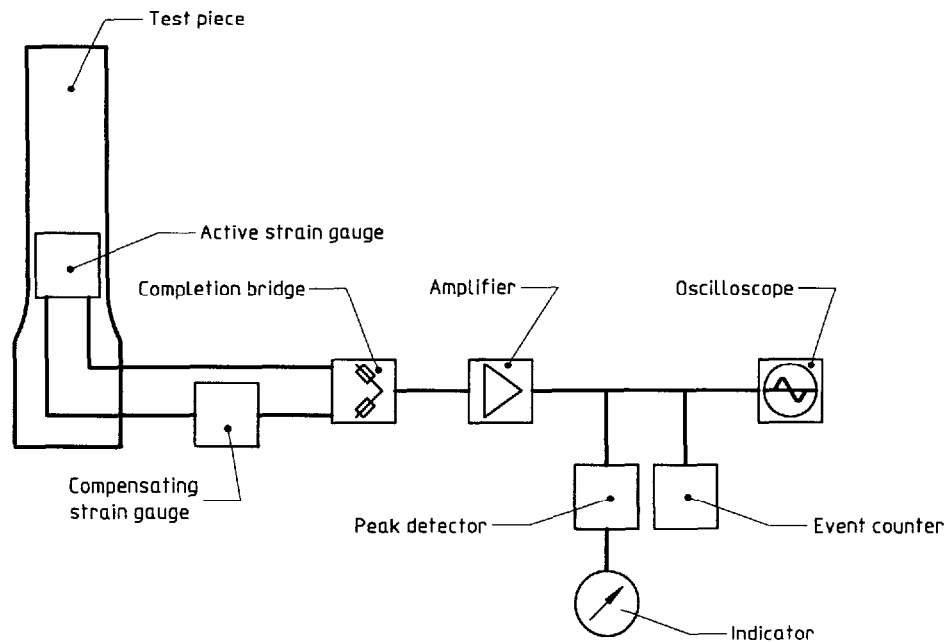 Test piece
Active strain gauge
Completion bridge
Amplifier
Oscilloscope
Compensating
strain gauge
Peak detector
Event counter
Indicator